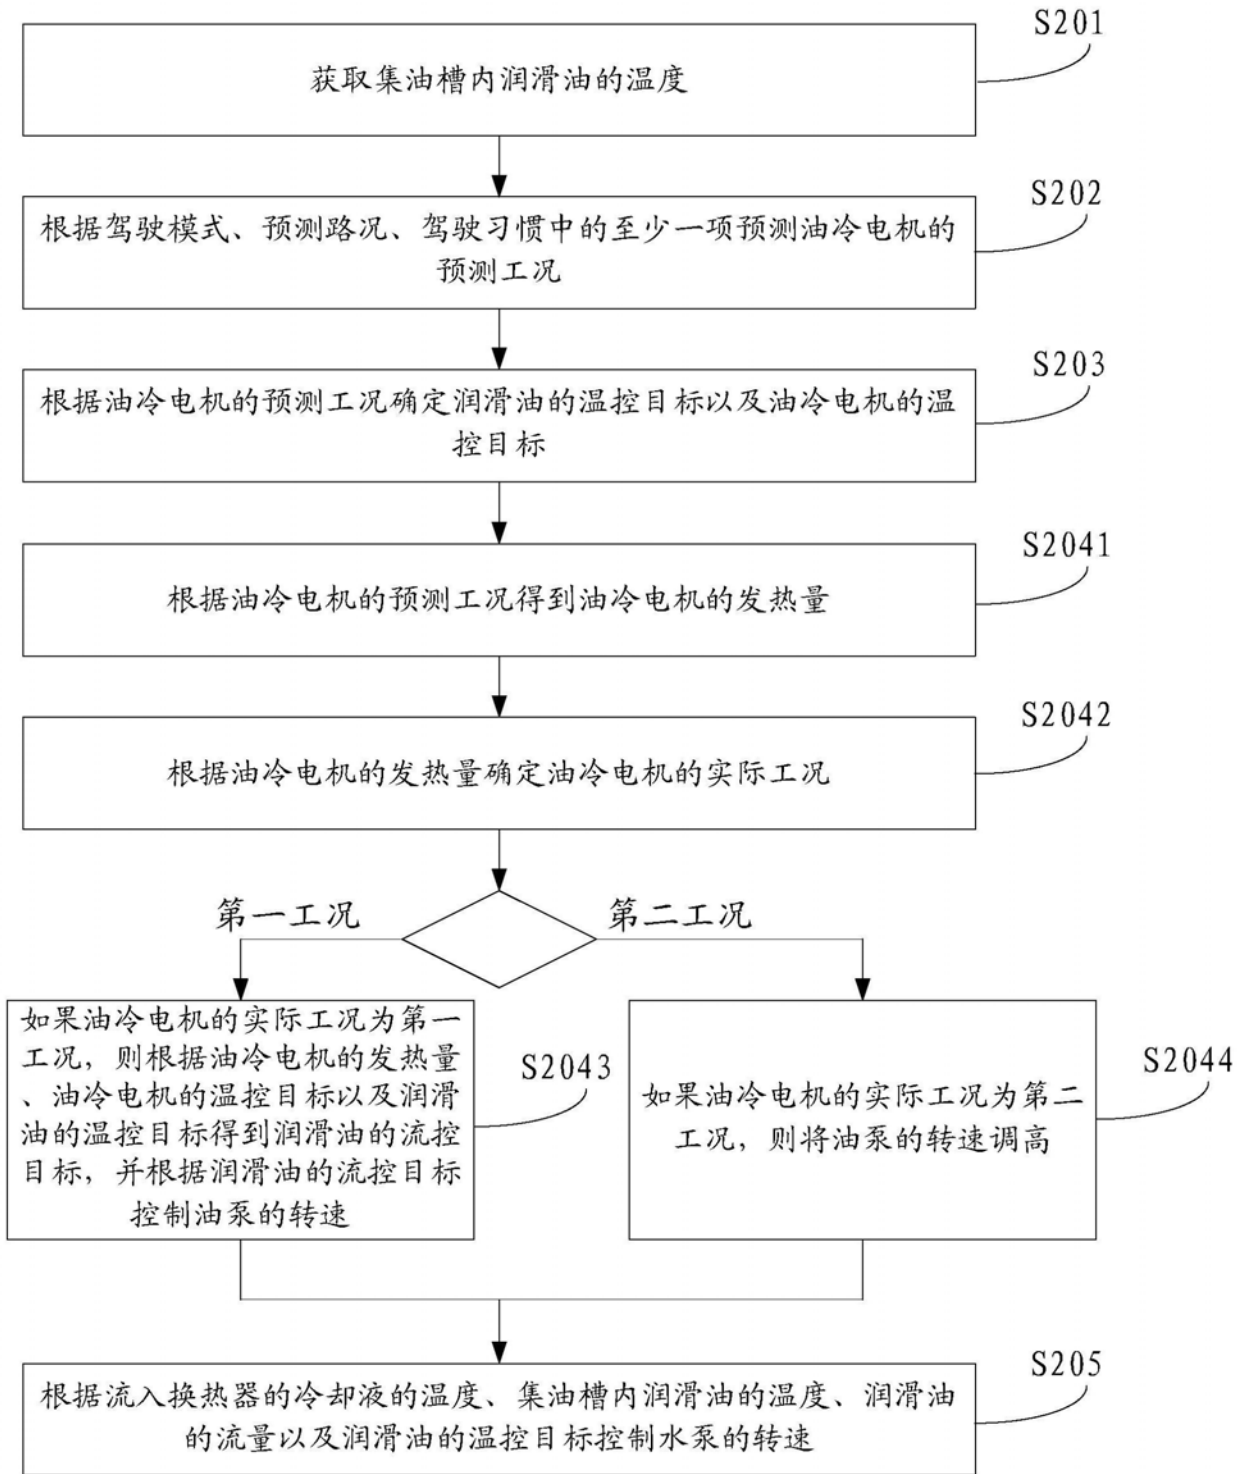 S201
获取集油槽内润滑油的温度
S202
根据驾驶模式、预测路况、驾驶习惯中的至少一项预测油冷电机的
预测工况
S203
根据油冷电机的预测工况确定润滑油的温控目标以及油冷电机的温
控目标
S2041
根据油冷电机的预测工况得到油冷电机的发热量
S2042
根据油冷电机的发热量确定油冷电机的实际工况
第一工况
第二工况
如果油冷电机的实际工况为第一
工况，则根据油冷电机的发热量
、油冷电机的温控目标以及润滑
油的温控目标得到润滑油的流控
目标，并根据润滑油的流控目标
控制油泵的转速
S2043
如果油冷电机的实际工况为第二
工况，则将油泵的转速调高
S2044
S205
根据流入换热器的冷却液的温度、集油槽内润滑油的温度、润滑油
的流量以及润滑油的温控目标控制水泵的转速